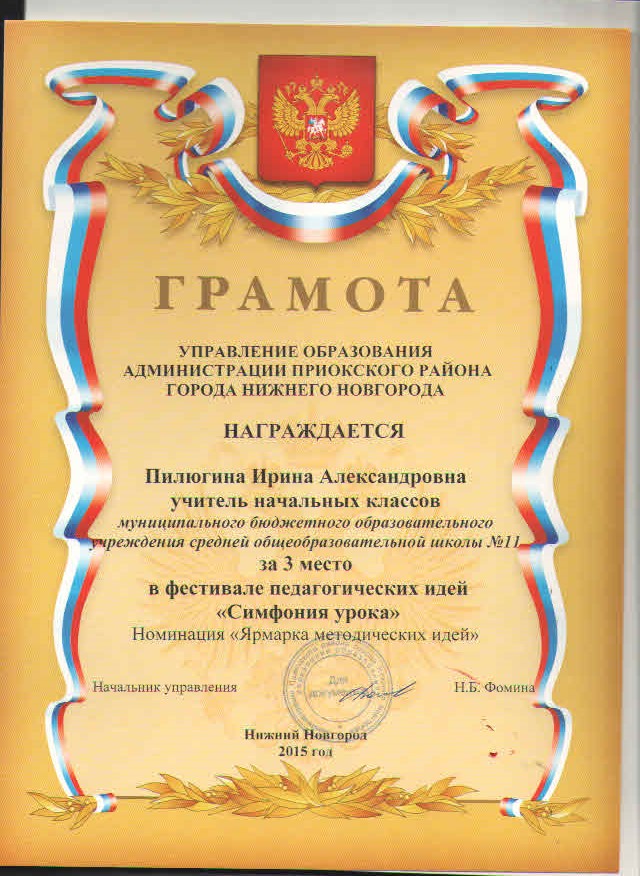 ГРАМОТА
УПРАВЛЕНИЕ ОБРАЗОВАНИЯ
АДМИНИСТРАЦИИ ПРИОКСКОГО РАЙОНА
ГОРОДА НИЖНЕГО НОВГОРОДА
НАГРАЖДАЕТСЯ
Пилюгина Ирина Александровна
учитель начальных классов
муниципального бюджетного образовательного
учреждения средней общеобразовательной школы №11
за 3 место
в фестивале педагогических идей
«Симфония урока»
Номинация «Ярмарка методических идей»
Для
документов
Начальник управления Н.Б. Фомина
Нижний Новгород
2015 год